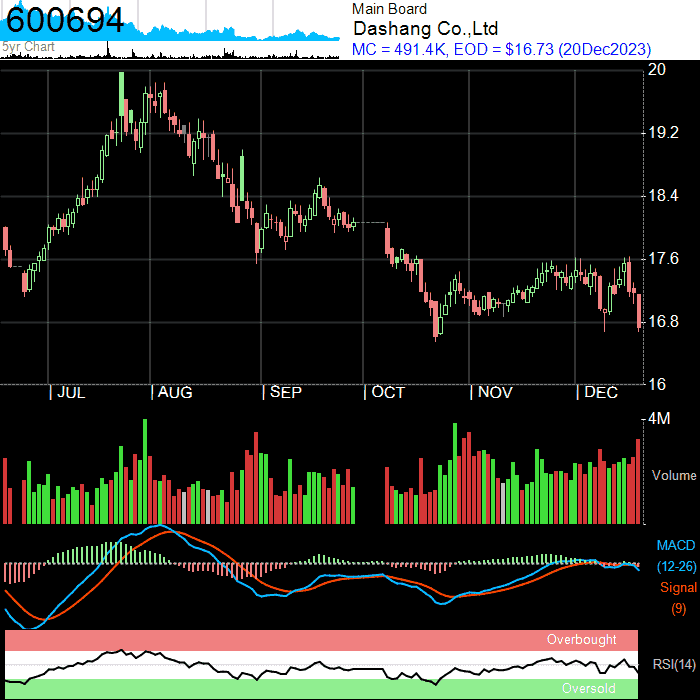 600694
5yr Chart
Main Board
Dashang Co.,Ltd
MC = 491.4K, EOD = $16.73 (20Dec2023)
20
19.2
18.4
17.6
16.8
16
| JUL | AUG | SEP | OCT | NOV | DEC
4M
Volume
MACD
(12-26)
Signal
(9)
Overbought
RSI(14)
Oversold